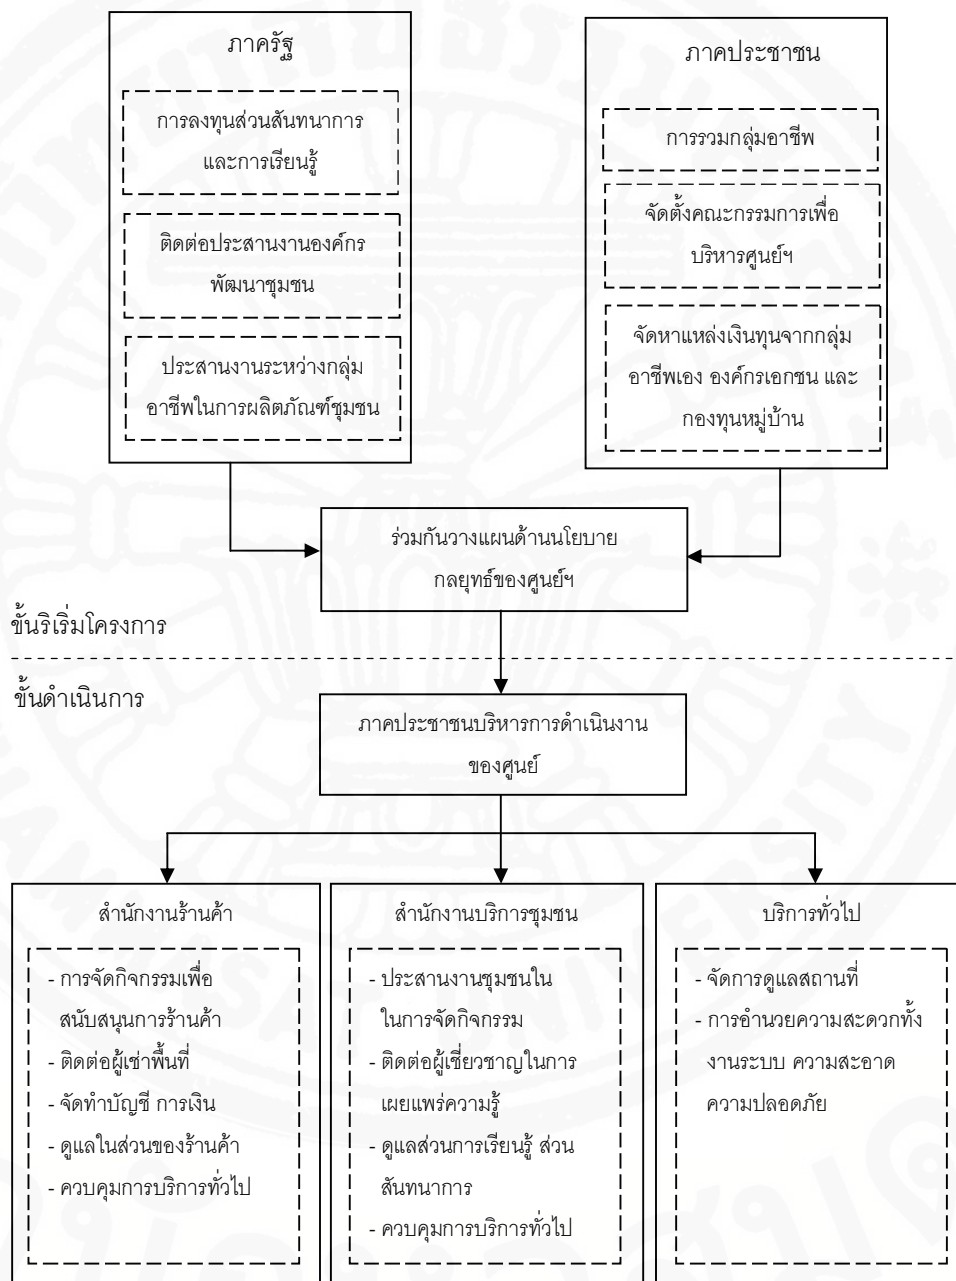 ภาครัฐ
การลงทุนส่วนสันทนาการ
และการเรียนรู้
ติดต่อประสานงานองค์กร
พัฒนาชุมชน
ประสานงานระหว่างกลุ่ม
อาชีพในการผลิตภัณฑ์ชุมชน
ภาคประชาชน
การรวมกลุ่มอาชีพ
จัดตั้งคณะกรรมการเพื่อ
บริหารศูนย์ฯ
จัดหาแหล่งเงินทุนจากกลุ่ม
อาชีพเอง องค์กรเอกชน และ
กองทุนหมู่บ้าน
ร่วมกันวางแผนด้านนโยบาย
กลยุทธ์ของศูนย์ฯ
ขั้นริเริ่มโครงการ
ขั้นดำเนินการ
ภาคประชาชนบริหารการดำเนินงาน
ของศูนย์
สำนักงานร้านค้า
- การจัดกิจกรรมเพื่อ
สนับสนุนการร้านค้า
- ติดต่อผู้เช่าพื้นที่
- จัดทำบัญชี การเงิน
- ดูแลในส่วนของร้านค้า
- ควบคุมการบริการทั่วไป
สำนักงานบริการชุมชน
- ประสานงานชุมชนใน
ในการจัดกิจกรรม
- ติดต่อผู้เชี่ยวชาญในการ
เผยแพร่ความรู้
- ดูแลส่วนการเรียนรู้ ส่วน
สันทนาการ
- ควบคุมการบริการทั่วไป
บริการทั่วไป
- จัดการดูแลสถานที่
- การอำนวยความสะดวกทั้ง
งานระบบ ความสะอาด
ความปลอดภัย